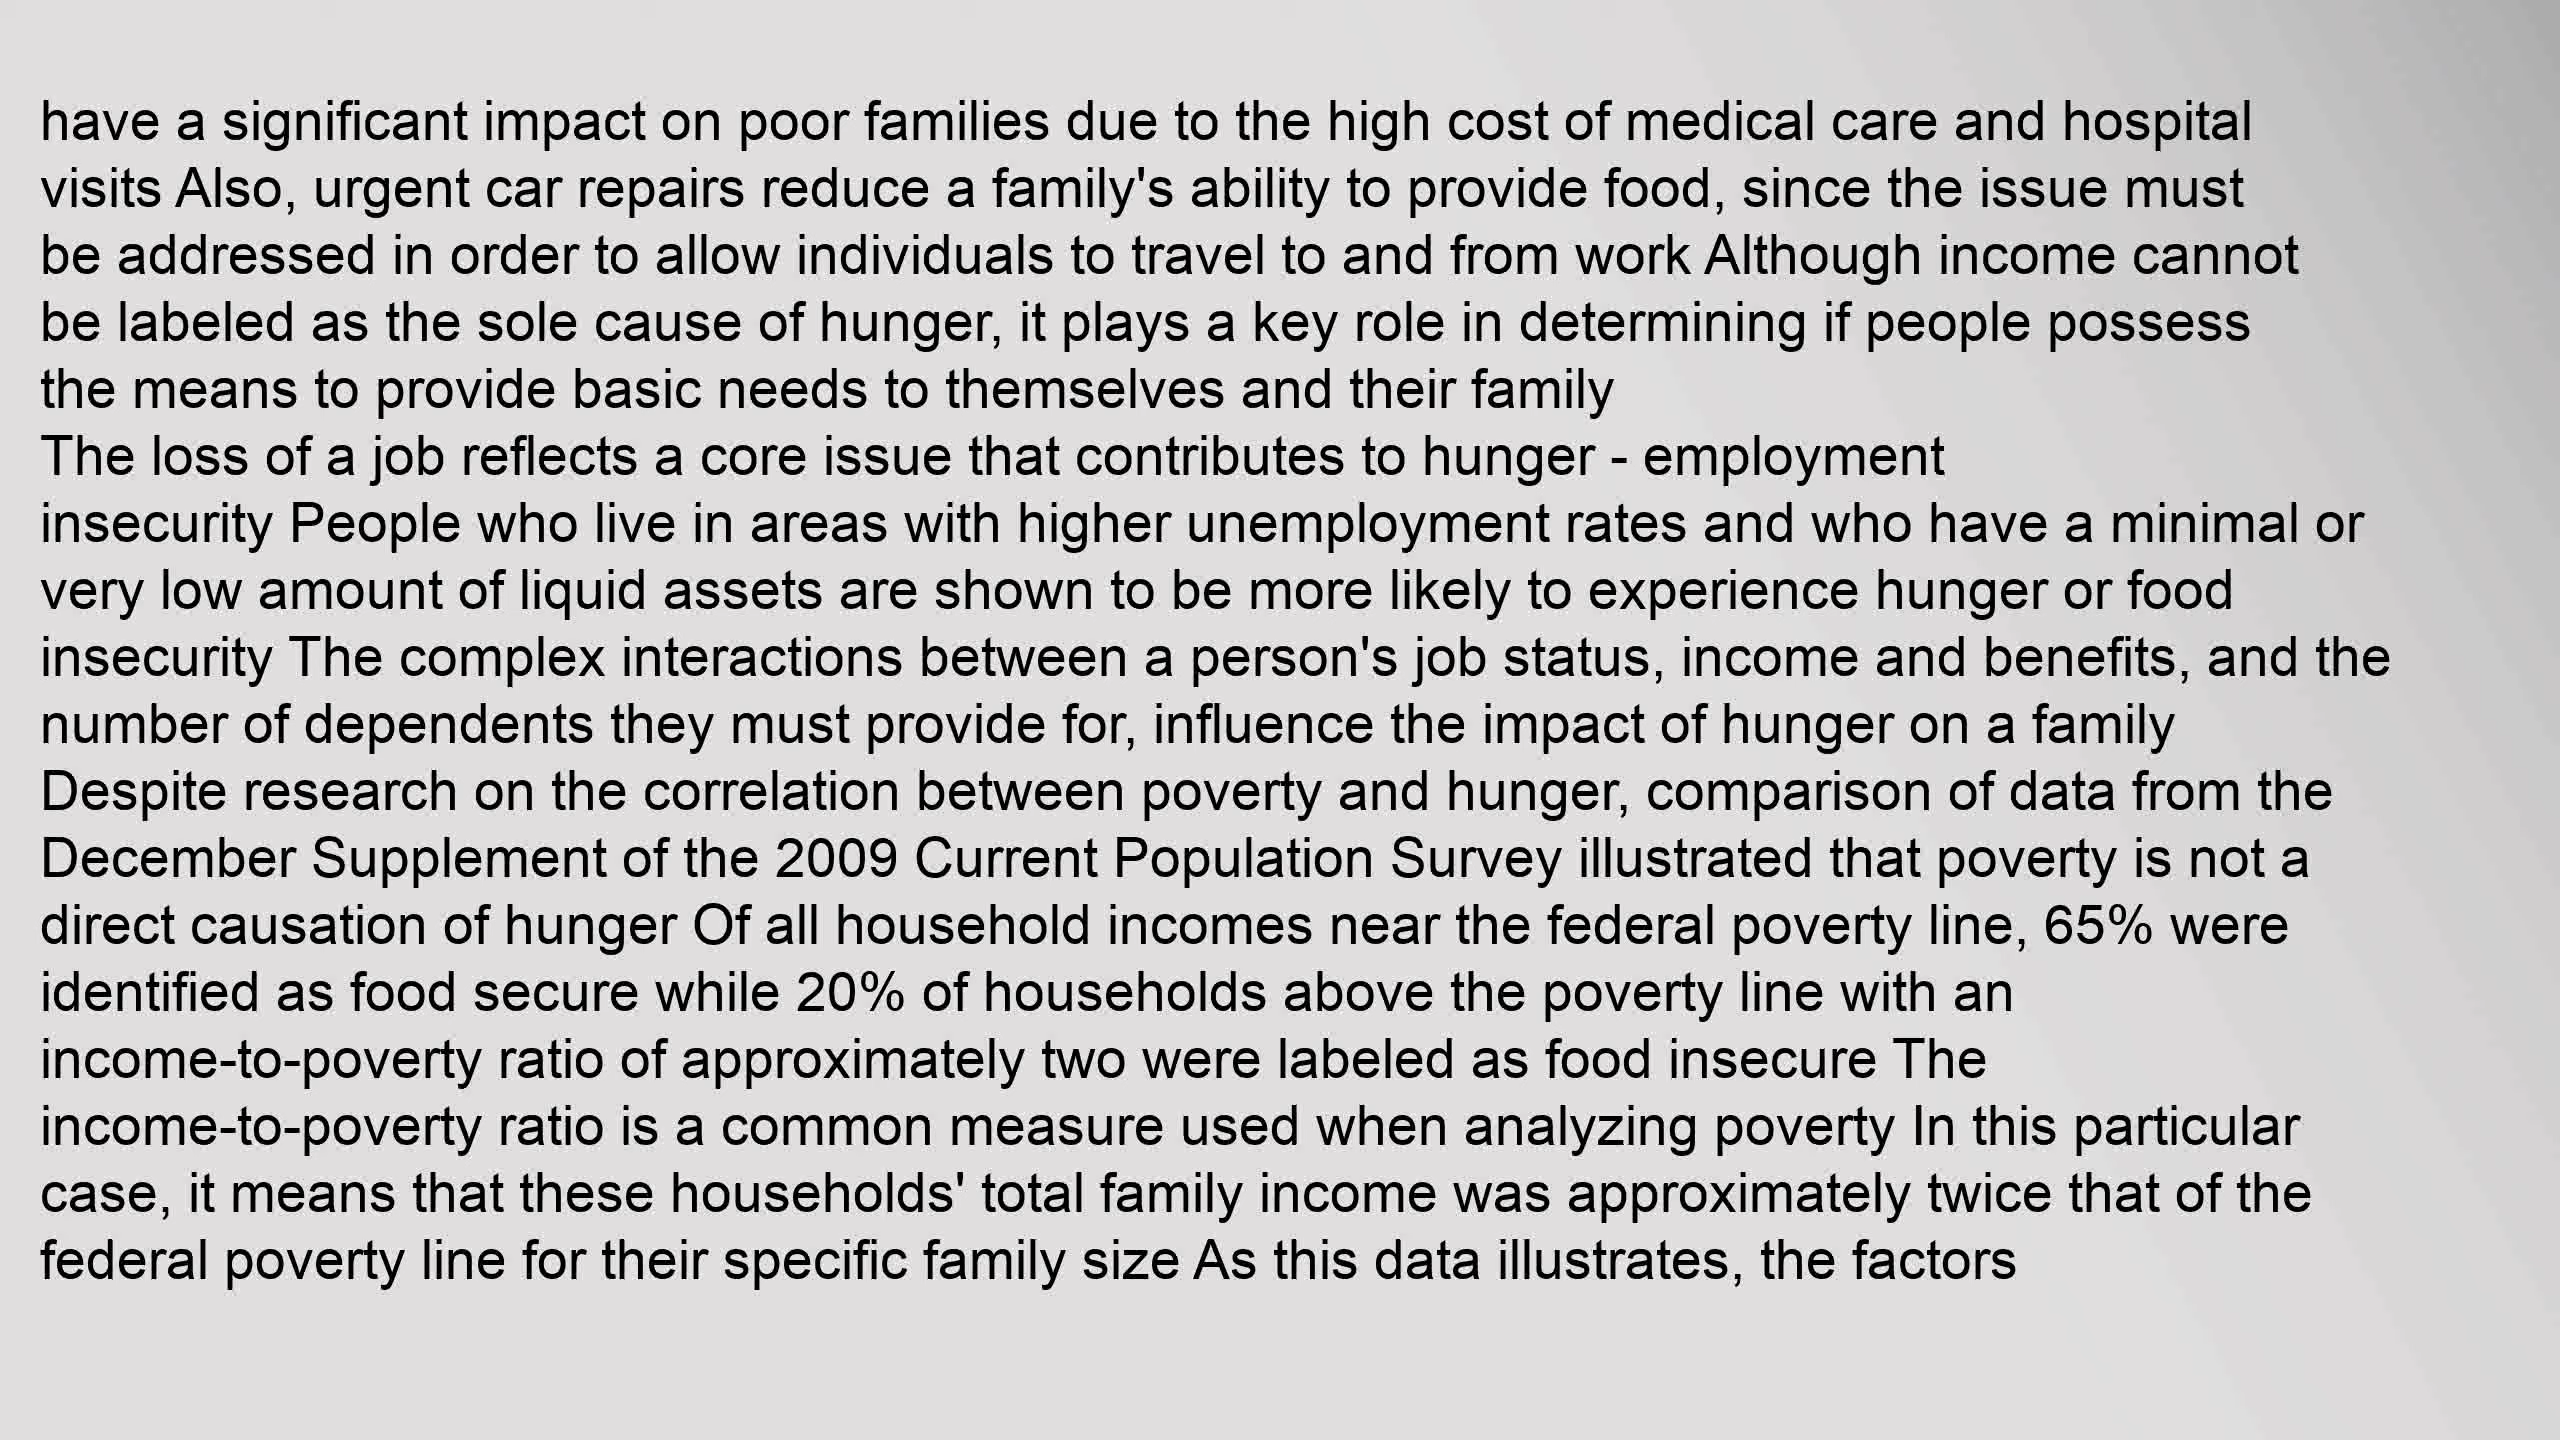 have a significant impact on poor families due to the high cost of medical care and hospital
visits Also, urgent car repairs reduce a family's ability to provide food, since the issue must
be addressed in order to allow individuals to travel to and from work Although income cannot
be labeled as the sole cause of hunger, it plays a key role in determining if people possess
the means to provide basic needs to themselves and their family
The loss of a job reflects a core issue that contributes to hunger - employment
insecurity People who live in areas with higher unemployment rates and who have a minimal or
very low amount of liquid assets are shown to be more likely to experience hunger or food
insecurity The complex interactions between a person's job status, income and benefits, and the
number of dependents they must provide for, influence the impact of hunger on a family
Despite research on the correlation between poverty and hunger, comparison of data from the
December Supplement of the 2009 Current Population Survey illustrated that poverty is not a
direct causation of hunger Of all household incomes near the federal poverty line, 65% were
identified as food secure while 20% of households above the poverty line with an
income-to-poverty ratio of approximately two were labeled as food insecure The
income-to-poverty ratio is a common measure used when analyzing poverty In this particular
case, it means that these households' total family income was approximately twice that of the
federal poverty line for their specific family size As this data illustrates, the factors